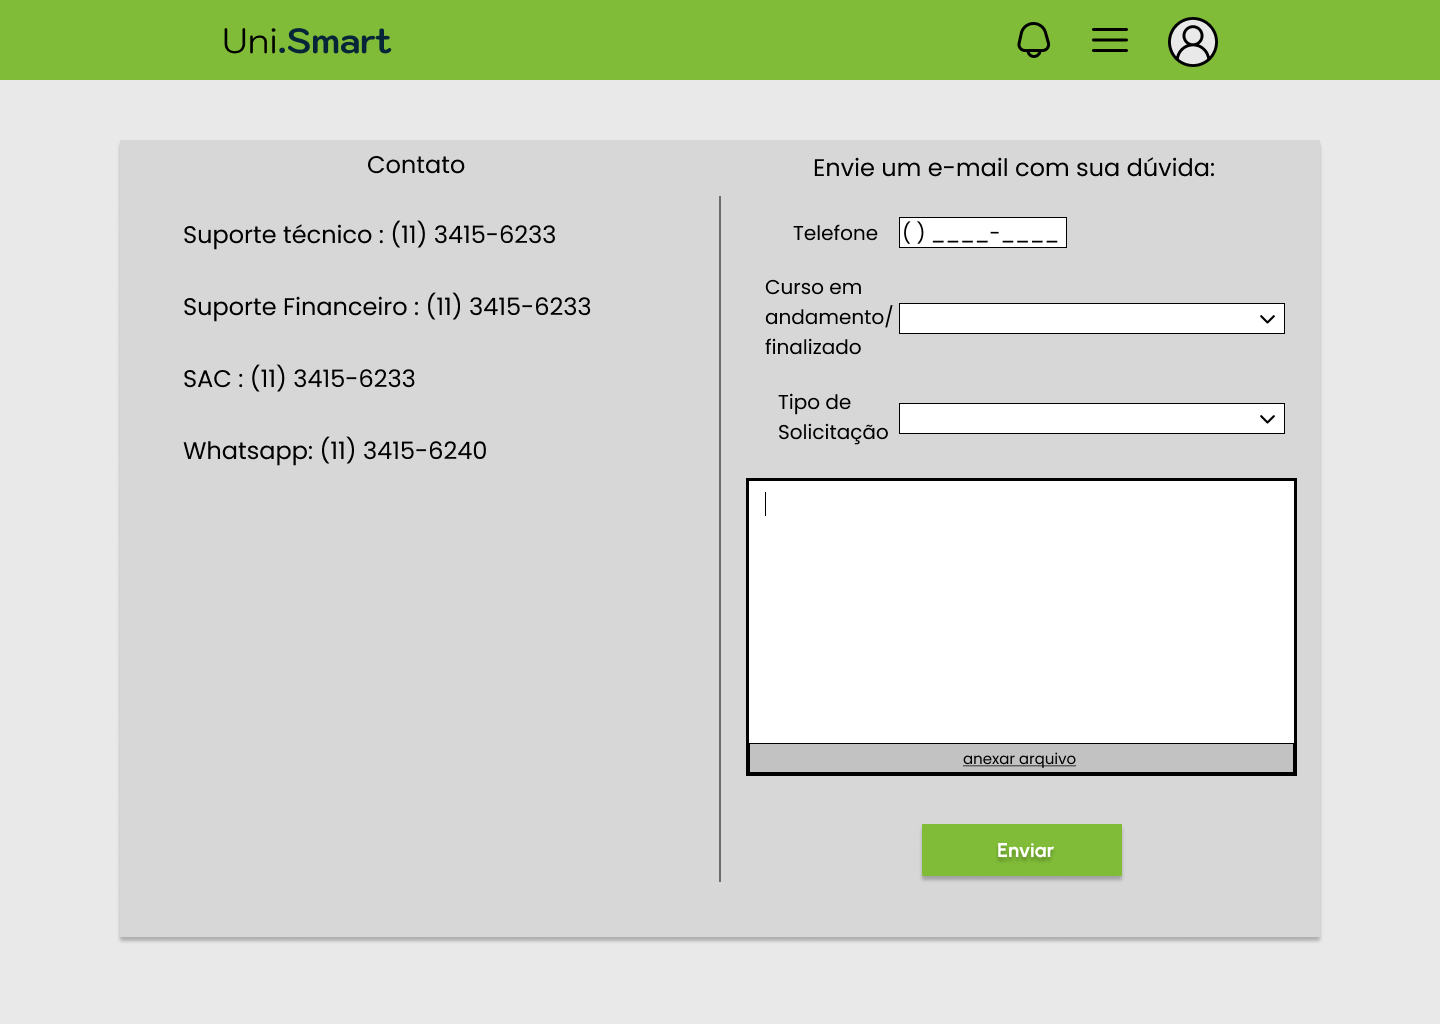 Uni.Smart
Contato
Suporte técnico : (11) 3415-6233
Suporte Financeiro : (11) 3415-6233
SAC : (11) 3415-6233
Whatsapp: (11) 3415-6240
Envie um e-mail com sua dúvida:
Telefone
( ) ____-____
Curso em
andamento/
finalizado
Tipo de
Solicitação
anexar arquivo
Enviar